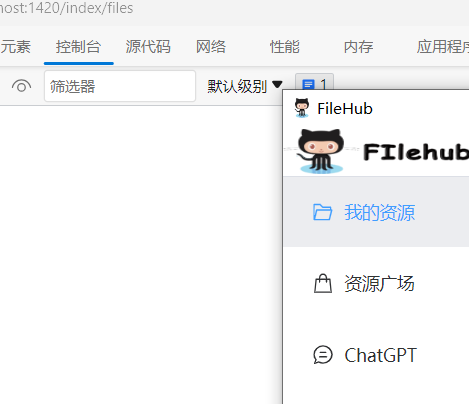 host:1420/index/files
元素 控制台 源代码 网络 性能 内存 应用程序
筛选器 默认级别 1
FileHub
FIlehub
我的资源
资源广场
ChatGPT